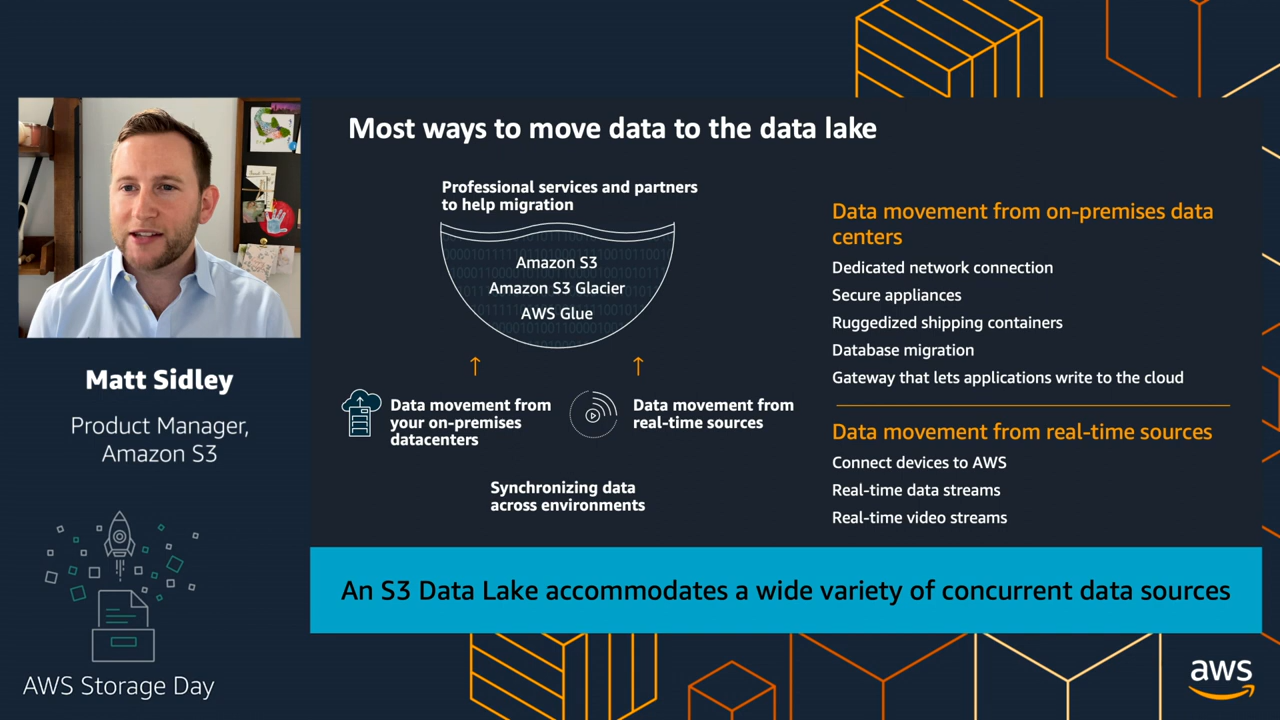 Most ways to move data to the data lake
Professional services and partners
to help migration
Amazon S3
Amazon S3 Glacier
AWS Glue
Data movement from
your on-premises
datacenters
Data movement from
real-time sources
Synchronizing data
across environments
Data movement from on-premises data
centers
Dedicated network connection
Secure appliances
Ruggedized shipping containers
Database migration
Gateway that lets applications write to the cloud
Data movement from real-time sources
Connect devices to AWS
Real-time data streams
Real-time video streams
An S3 Data Lake accommodates a wide variety of concurrent data sources
Matt Sidley
Product Manager,
Amazon S3
AWS Storage Day
aws